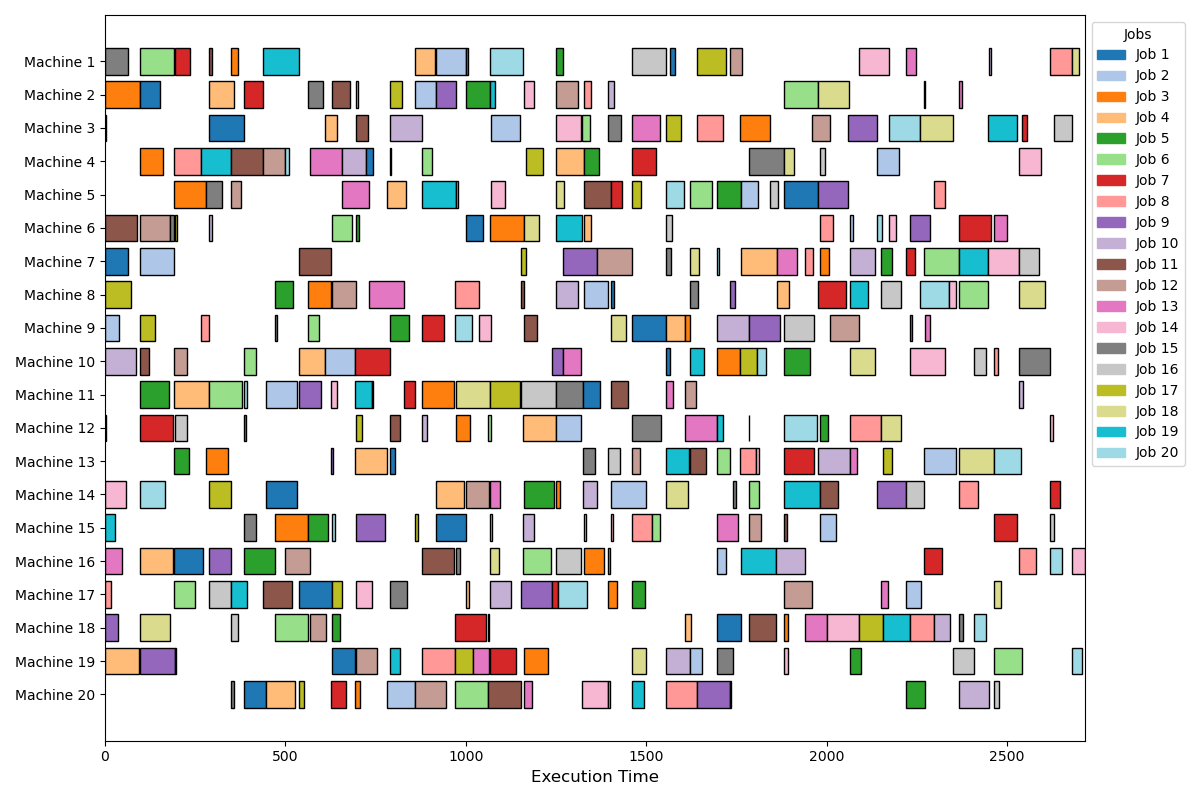 Machine 1
Machine 2
Machine 3
Machine 4
Machine 5
Machine 6
Machine 7
Machine 8
Machine 9
Machine 10
Machine 11
Machine 12
Machine 13
Machine 14
Machine 15
Machine 16
Machine 17
Machine 18
Machine 19
Machine 20
0 500 1000 1500 2000 2500
Execution Time
Jobs
Job 1
Job 2
Job 3
Job 4
Job 5
Job 6
Job 7
Job 8
Job 9
Job 10
Job 11
Job 12
Job 13
Job 14
Job 15
Job 16
Job 17
Job 18
Job 19
Job 20